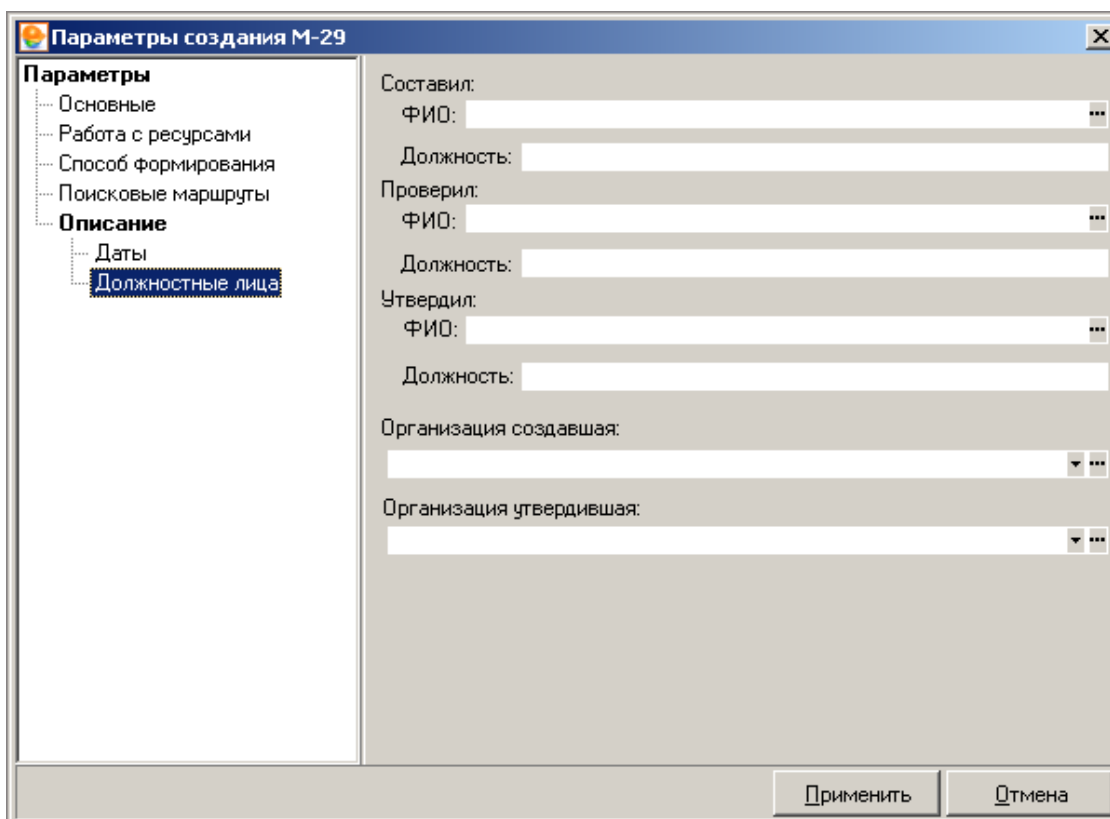 Параметры создания М-29
Параметры
Основные
Работа с ресурсами
Способ формирования
Поисковые маршруты
Описание
Даты
Должностные лица
Составил:
ФИО:
Должность:
Проверил:
ФИО:
Должность:
Утвердил:
ФИО:
Должность:
Организация создавшая:
Организация утвердившая:
Применить
Отмена